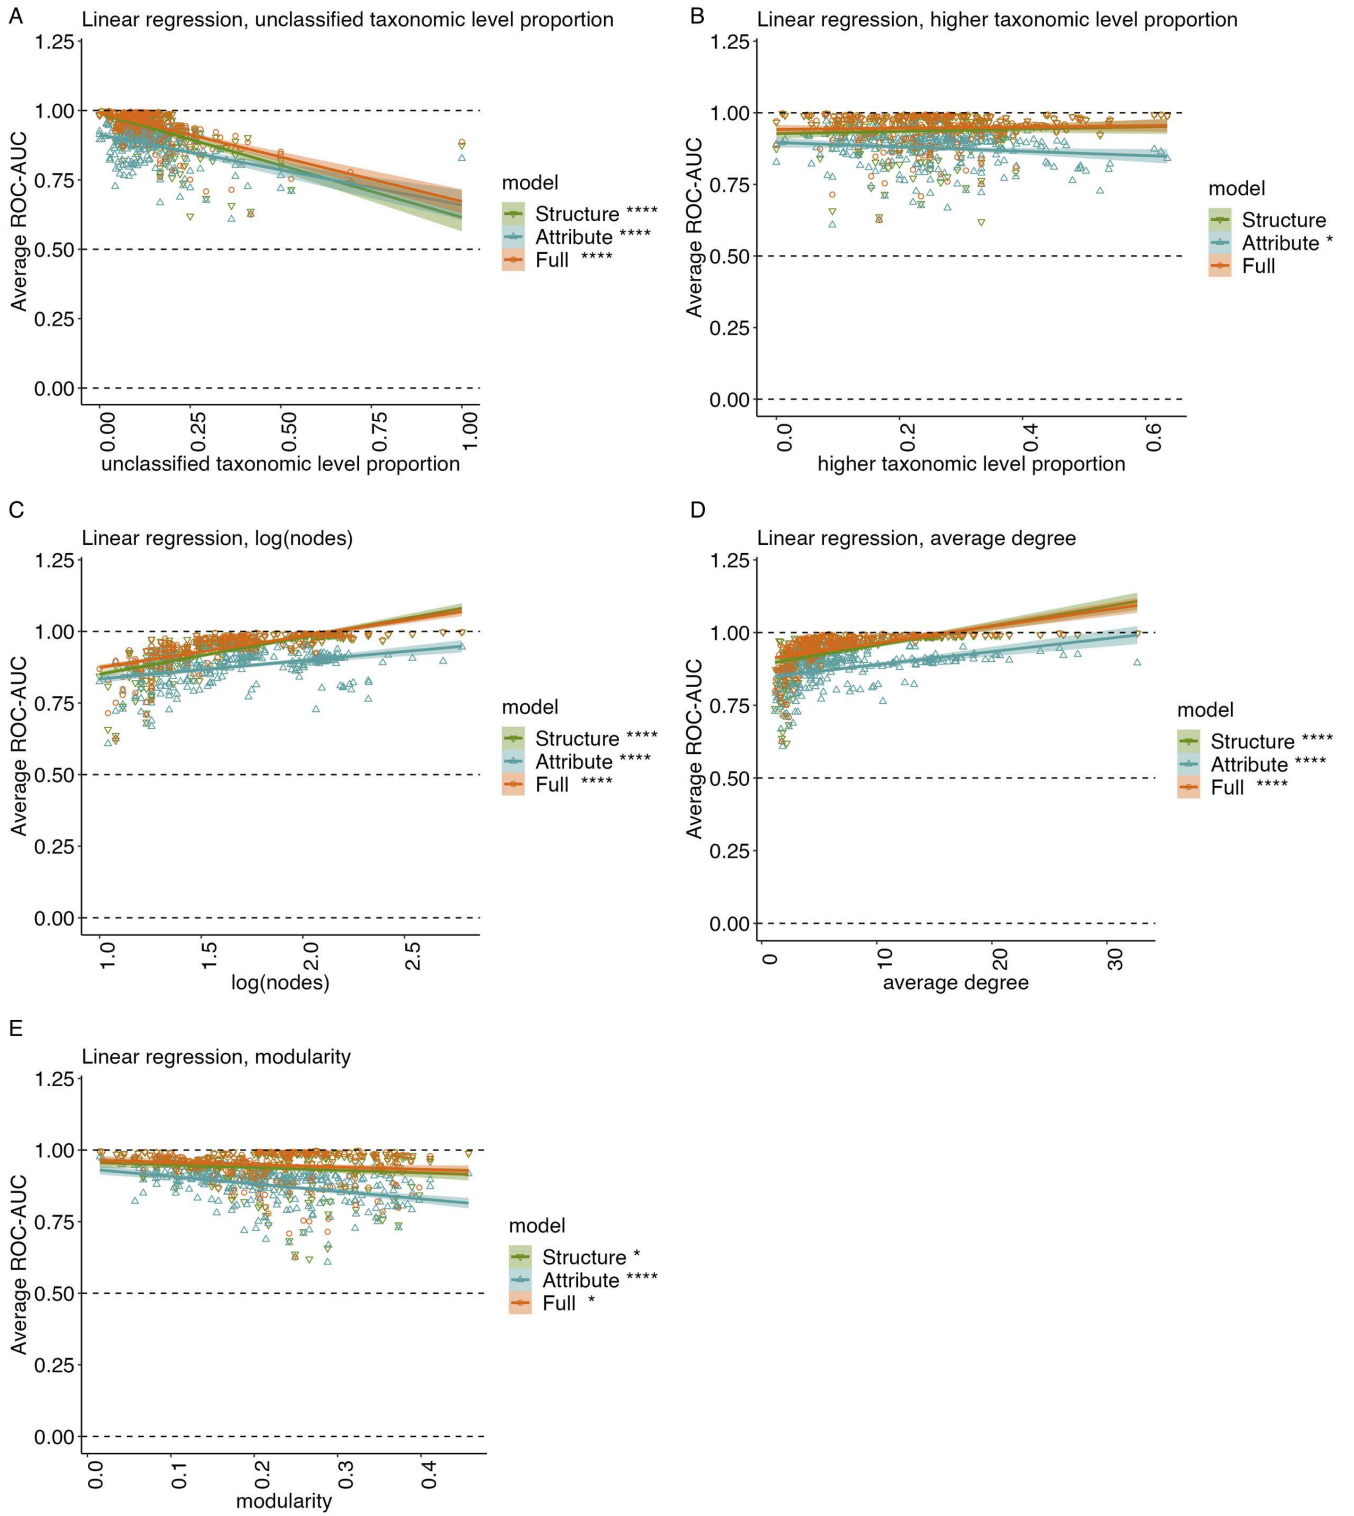 A
Linear regression, unclassified taxonomic level proportion
1.25
1.00
0.75
0.50
0.25
0.00
Average ROC-AUC
0.00
0.25
0.50
0.75
1.00
unclassified taxonomic level proportion
model
Structure ****
Attribute ****
Full ****
B
Linear regression, higher taxonomic level proportion
1.25
1.00
0.75
0.50
0.25
0.00
Average ROC-AUC
0.0
0.2
0.4
0.6
higher taxonomic level proportion
model
Structure
Attribute *
Full
C
Linear regression, log(nodes)
1.25
1.00
0.75
0.50
0.25
0.00
Average ROC-AUC
1.0
1.5
2.0
2.5
log(nodes)
model
Structure ****
Attribute ****
Full ****
D
Linear regression, average degree
1.25
1.00
0.75
0.50
0.25
0.00
Average ROC-AUC
0
10
20
30
average degree
model
Structure ****
Attribute ****
Full ****
E
Linear regression, modularity
1.25
1.00
0.75
0.50
0.25
0.00
Average ROC-AUC
0.0
0.1
0.2
0.3
0.4
modularity
model
Structure *
Attribute ****
Full *